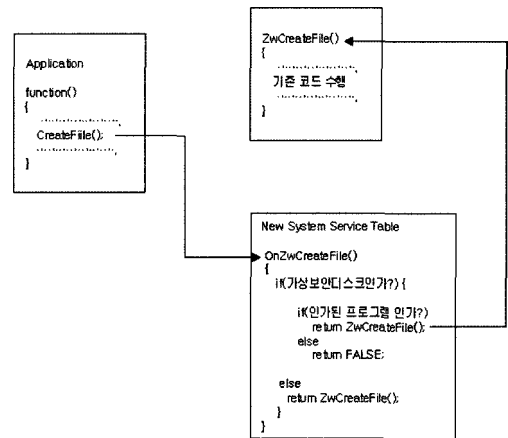 Application
function()
{
CreateFile();
}
ZwCreateFile()
{
기존 코드 수행
}
New System Service Table
OnZwCreateFile()
{
if(가상보안디스크인가?) {
if(인가된 프로그램 인가?)
return ZwCreateFile();
else
return FALSE;
else
return ZwCreateFile();
}
}